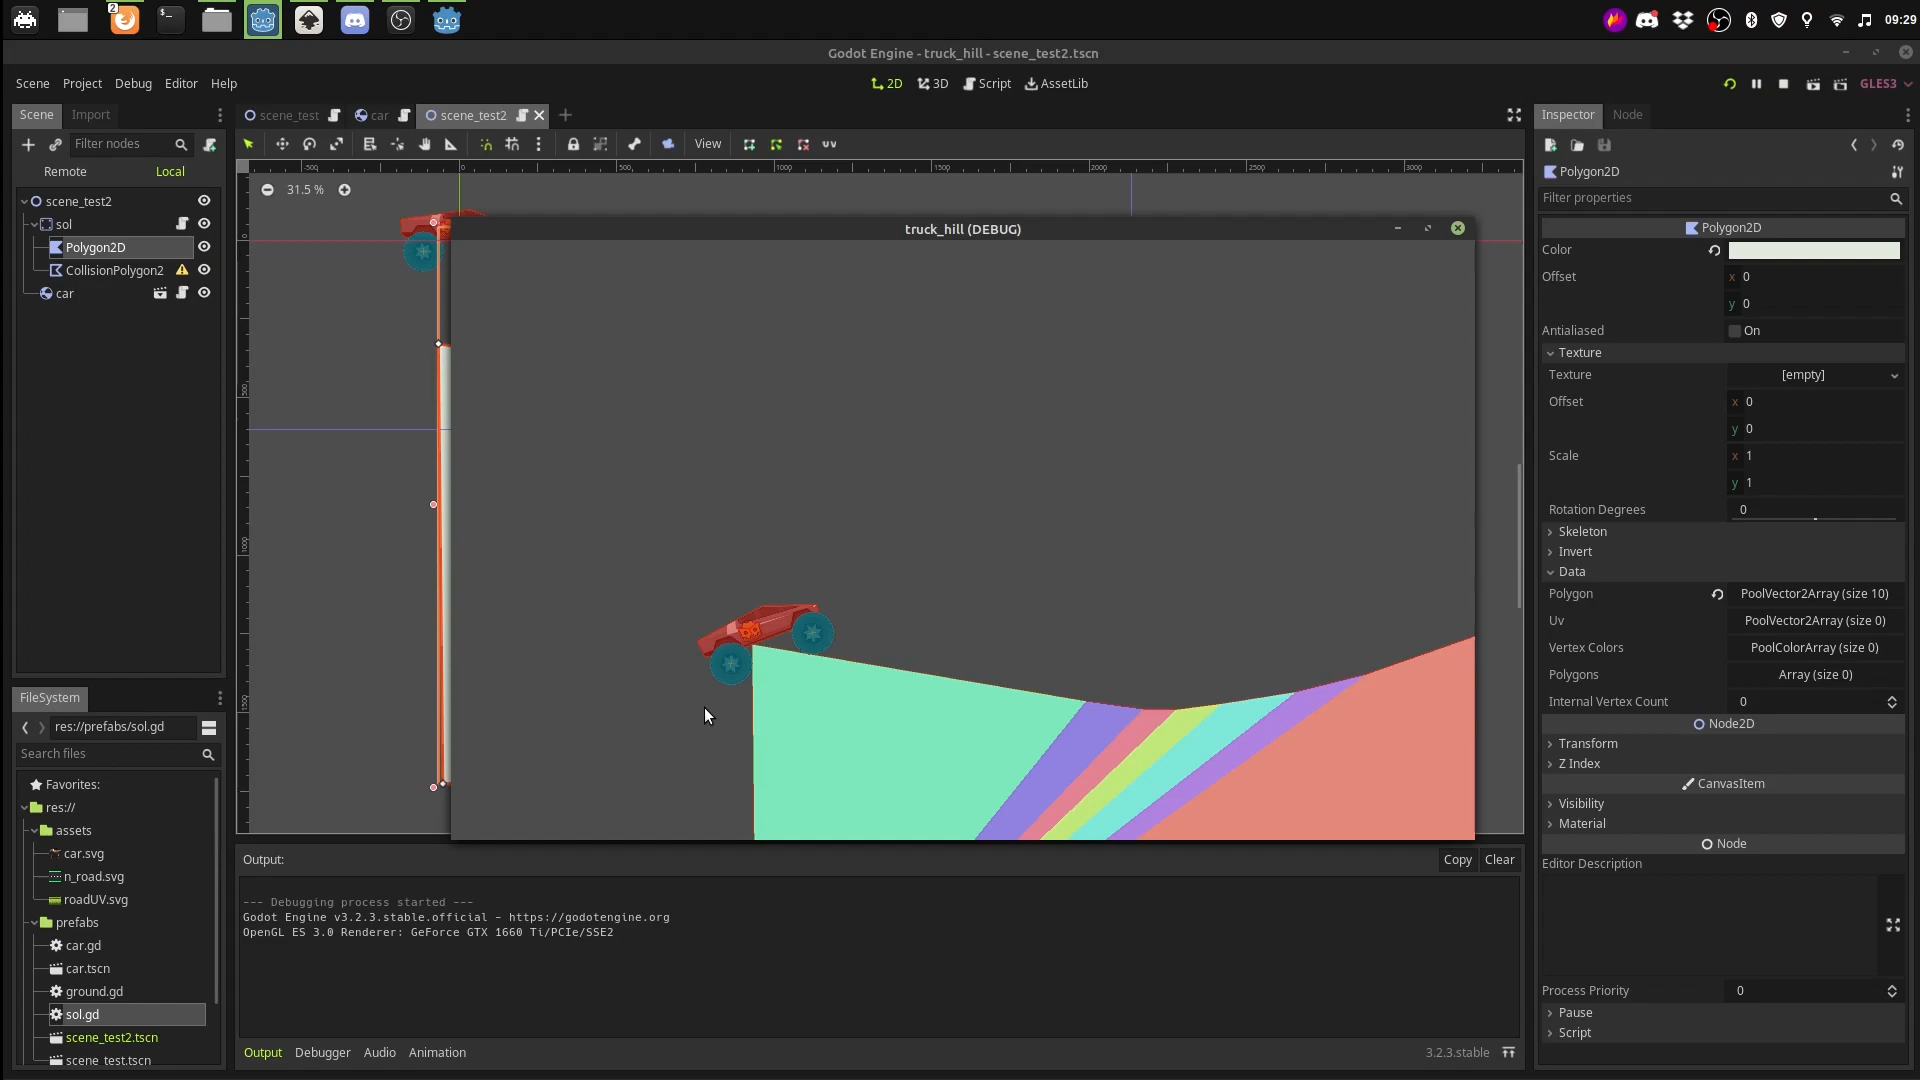 2
09:29
Godot Engine - truck_hill - scene_test2.tscn
Scene Project Debug Editor Help
2D 3D Script AssetLib
GLES3
Scene Import
scene_test car scene_test2
Inspector Node
Filter nodes
View
Remote Local
Polygon2D
31.5 %
Filter properties
scene_test2
sol
Polygon2D
CollisionPolygon2
car
truck_hill (DEBUG)
Polygon2D
Color
Offset x 0
y 0
Antialiased On
Texture
Texture [empty]
Offset x 0
y 0
Scale x 1
y 1
Rotation Degrees 0
Skeleton
Invert
Data
Polygon PoolVector2Array (size 10)
Uv PoolVector2Array (size 0)
Vertex Colors PoolColorArray (size 0)
Polygons Array (size 0)
Internal Vertex Count 0
Node2D
Transform
Z Index
CanvasItem
Visibility
Material
Node
Editor Description
Process Priority 0
Pause
Script
FileSystem
res://prefabs/sol.gd
Search files
Favorites:
res://
assets
car.svg
n_road.svg
roadUV.svg
prefabs
car.gd
car.tscn
ground.gd
sol.gd
scene_test2.tscn
scene_test.tscn
Output: Copy Clear
--- Debugging process started ---
Godot Engine v3.2.3.stable.official - https://godotengine.org
OpenGL ES 3.0 Renderer: GeForce GTX 1660 Ti/PCIe/SSE2
Output Debugger Audio Animation
3.2.3.stable